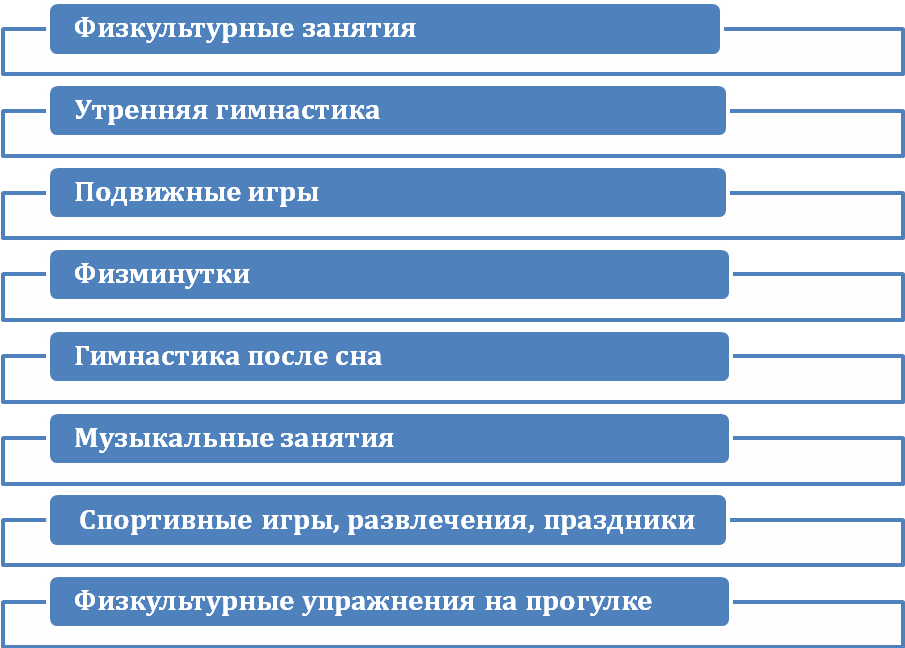 Физкультурные занятия
Утренняя гимнастика
Подвижные игры
Физминутки
Гимнастика после сна
Музыкальные занятия
Спортивные игры, развлечения, праздники
Физкультурные упражнения на прогулке